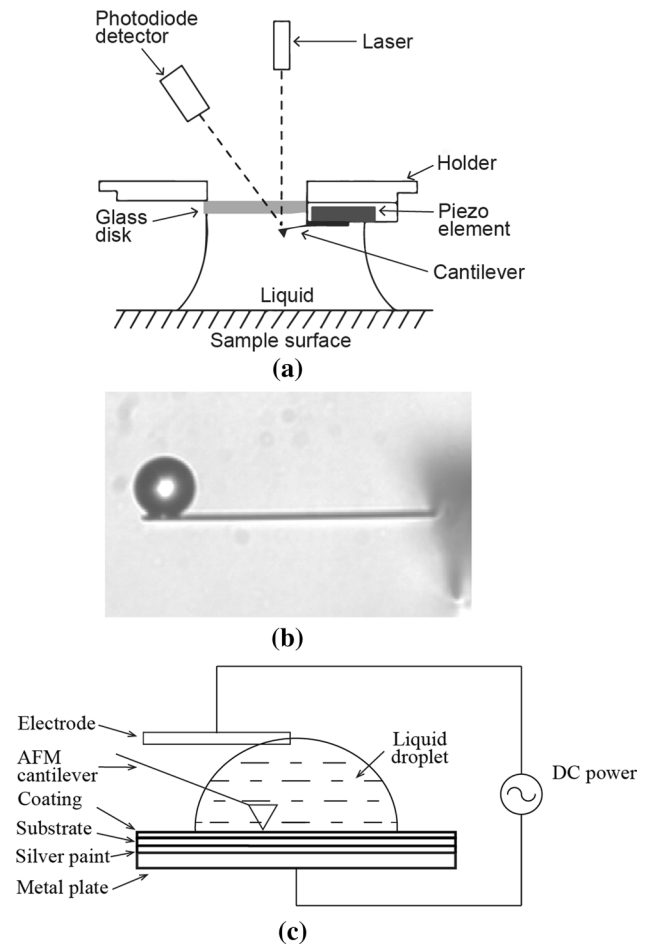 Photodiode
detector
Laser
Holder
Glass
disk
Piezo
element
Cantilever
Liquid
Sample surface
(a)
(b)
Electrode
AFM
cantilever
Coating
Substrate
Silver paint
Metal plate
Liquid
droplet
DC power
(c)